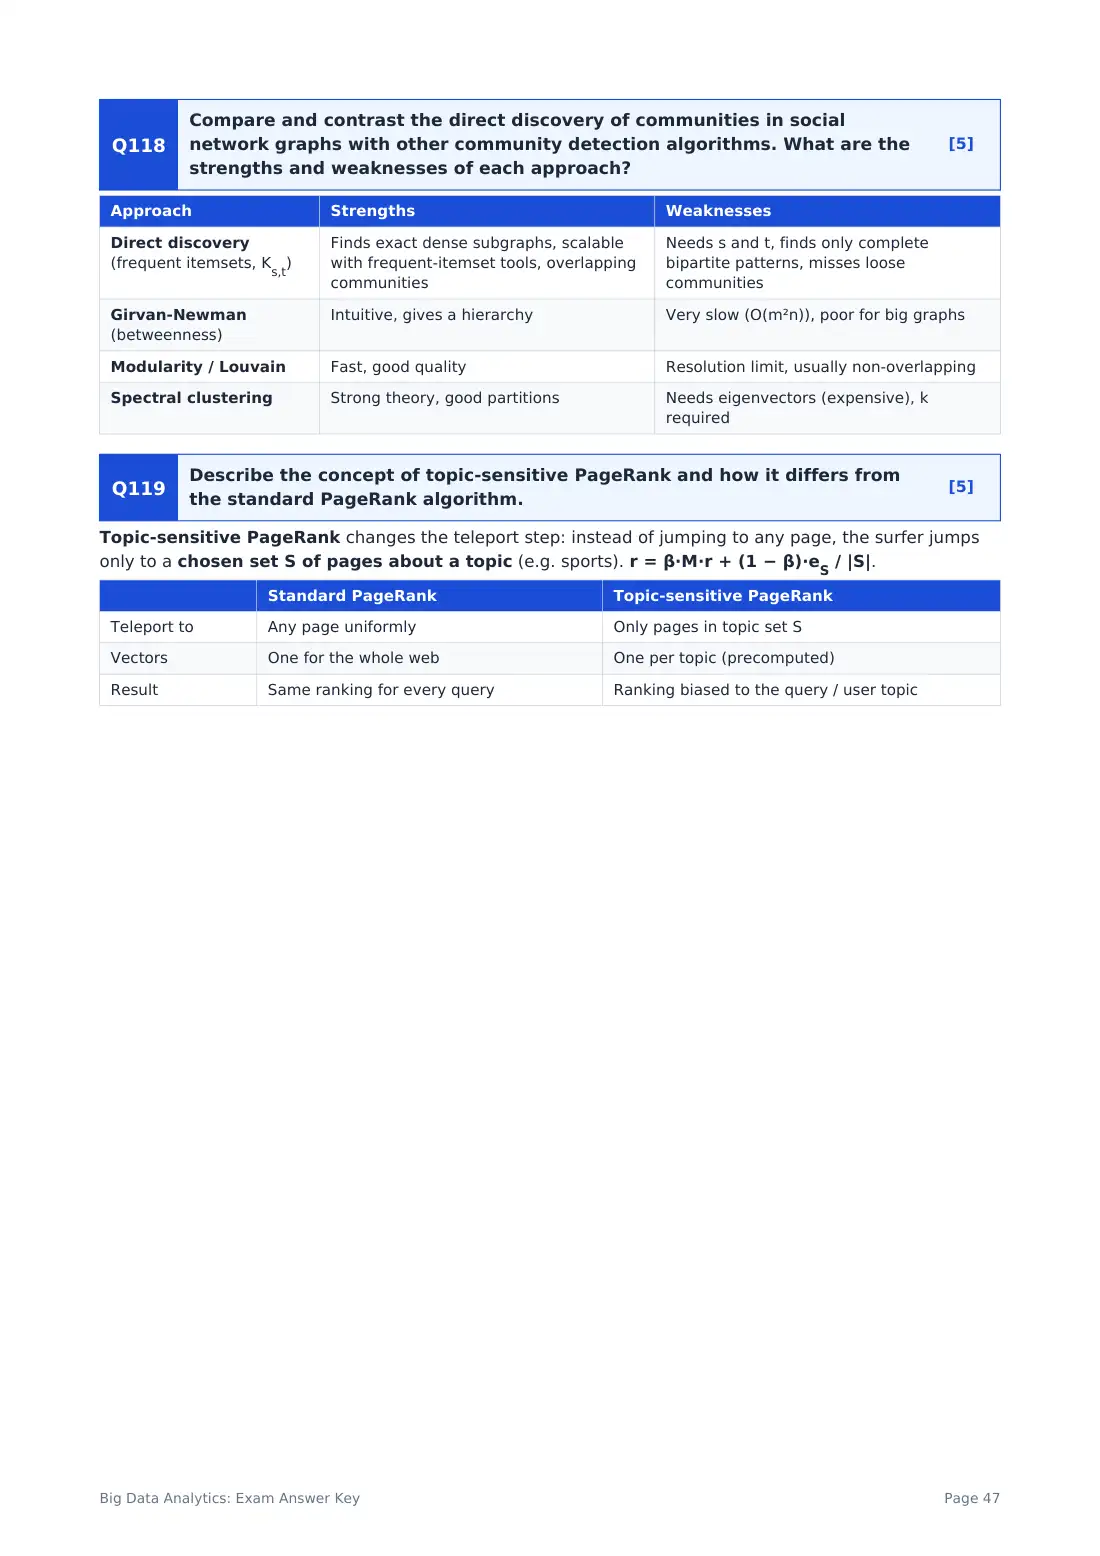 Q118
Compare and contrast the direct discovery of communities in social
network graphs with other community detection algorithms. What are the
strengths and weaknesses of each approach?
[5]
Approach Strengths Weaknesses
Direct discovery
(frequent itemsets, Ks,t)
Finds exact dense subgraphs, scalable
with frequent-itemset tools, overlapping
communities
Needs s and t, finds only complete
bipartite patterns, misses loose
communities
Girvan-Newman
(betweenness)
Intuitive, gives a hierarchy
Very slow (O(m²n)), poor for big graphs
Modularity / Louvain
Fast, good quality
Resolution limit, usually non-overlapping
Spectral clustering
Strong theory, good partitions
Needs eigenvectors (expensive), k
required
Q119
Describe the concept of topic-sensitive PageRank and how it differs from
the standard PageRank algorithm.
[5]
Topic-sensitive PageRank changes the teleport step: instead of jumping to any page, the surfer jumps
only to a chosen set S of pages about a topic (e.g. sports). r = β·M·r + (1 − β)·eS / |S|.
Standard PageRank Topic-sensitive PageRank
Teleport to Any page uniformly Only pages in topic set S
Vectors One for the whole web One per topic (precomputed)
Result Same ranking for every query Ranking biased to the query / user topic
Big Data Analytics: Exam Answer Key Page 47